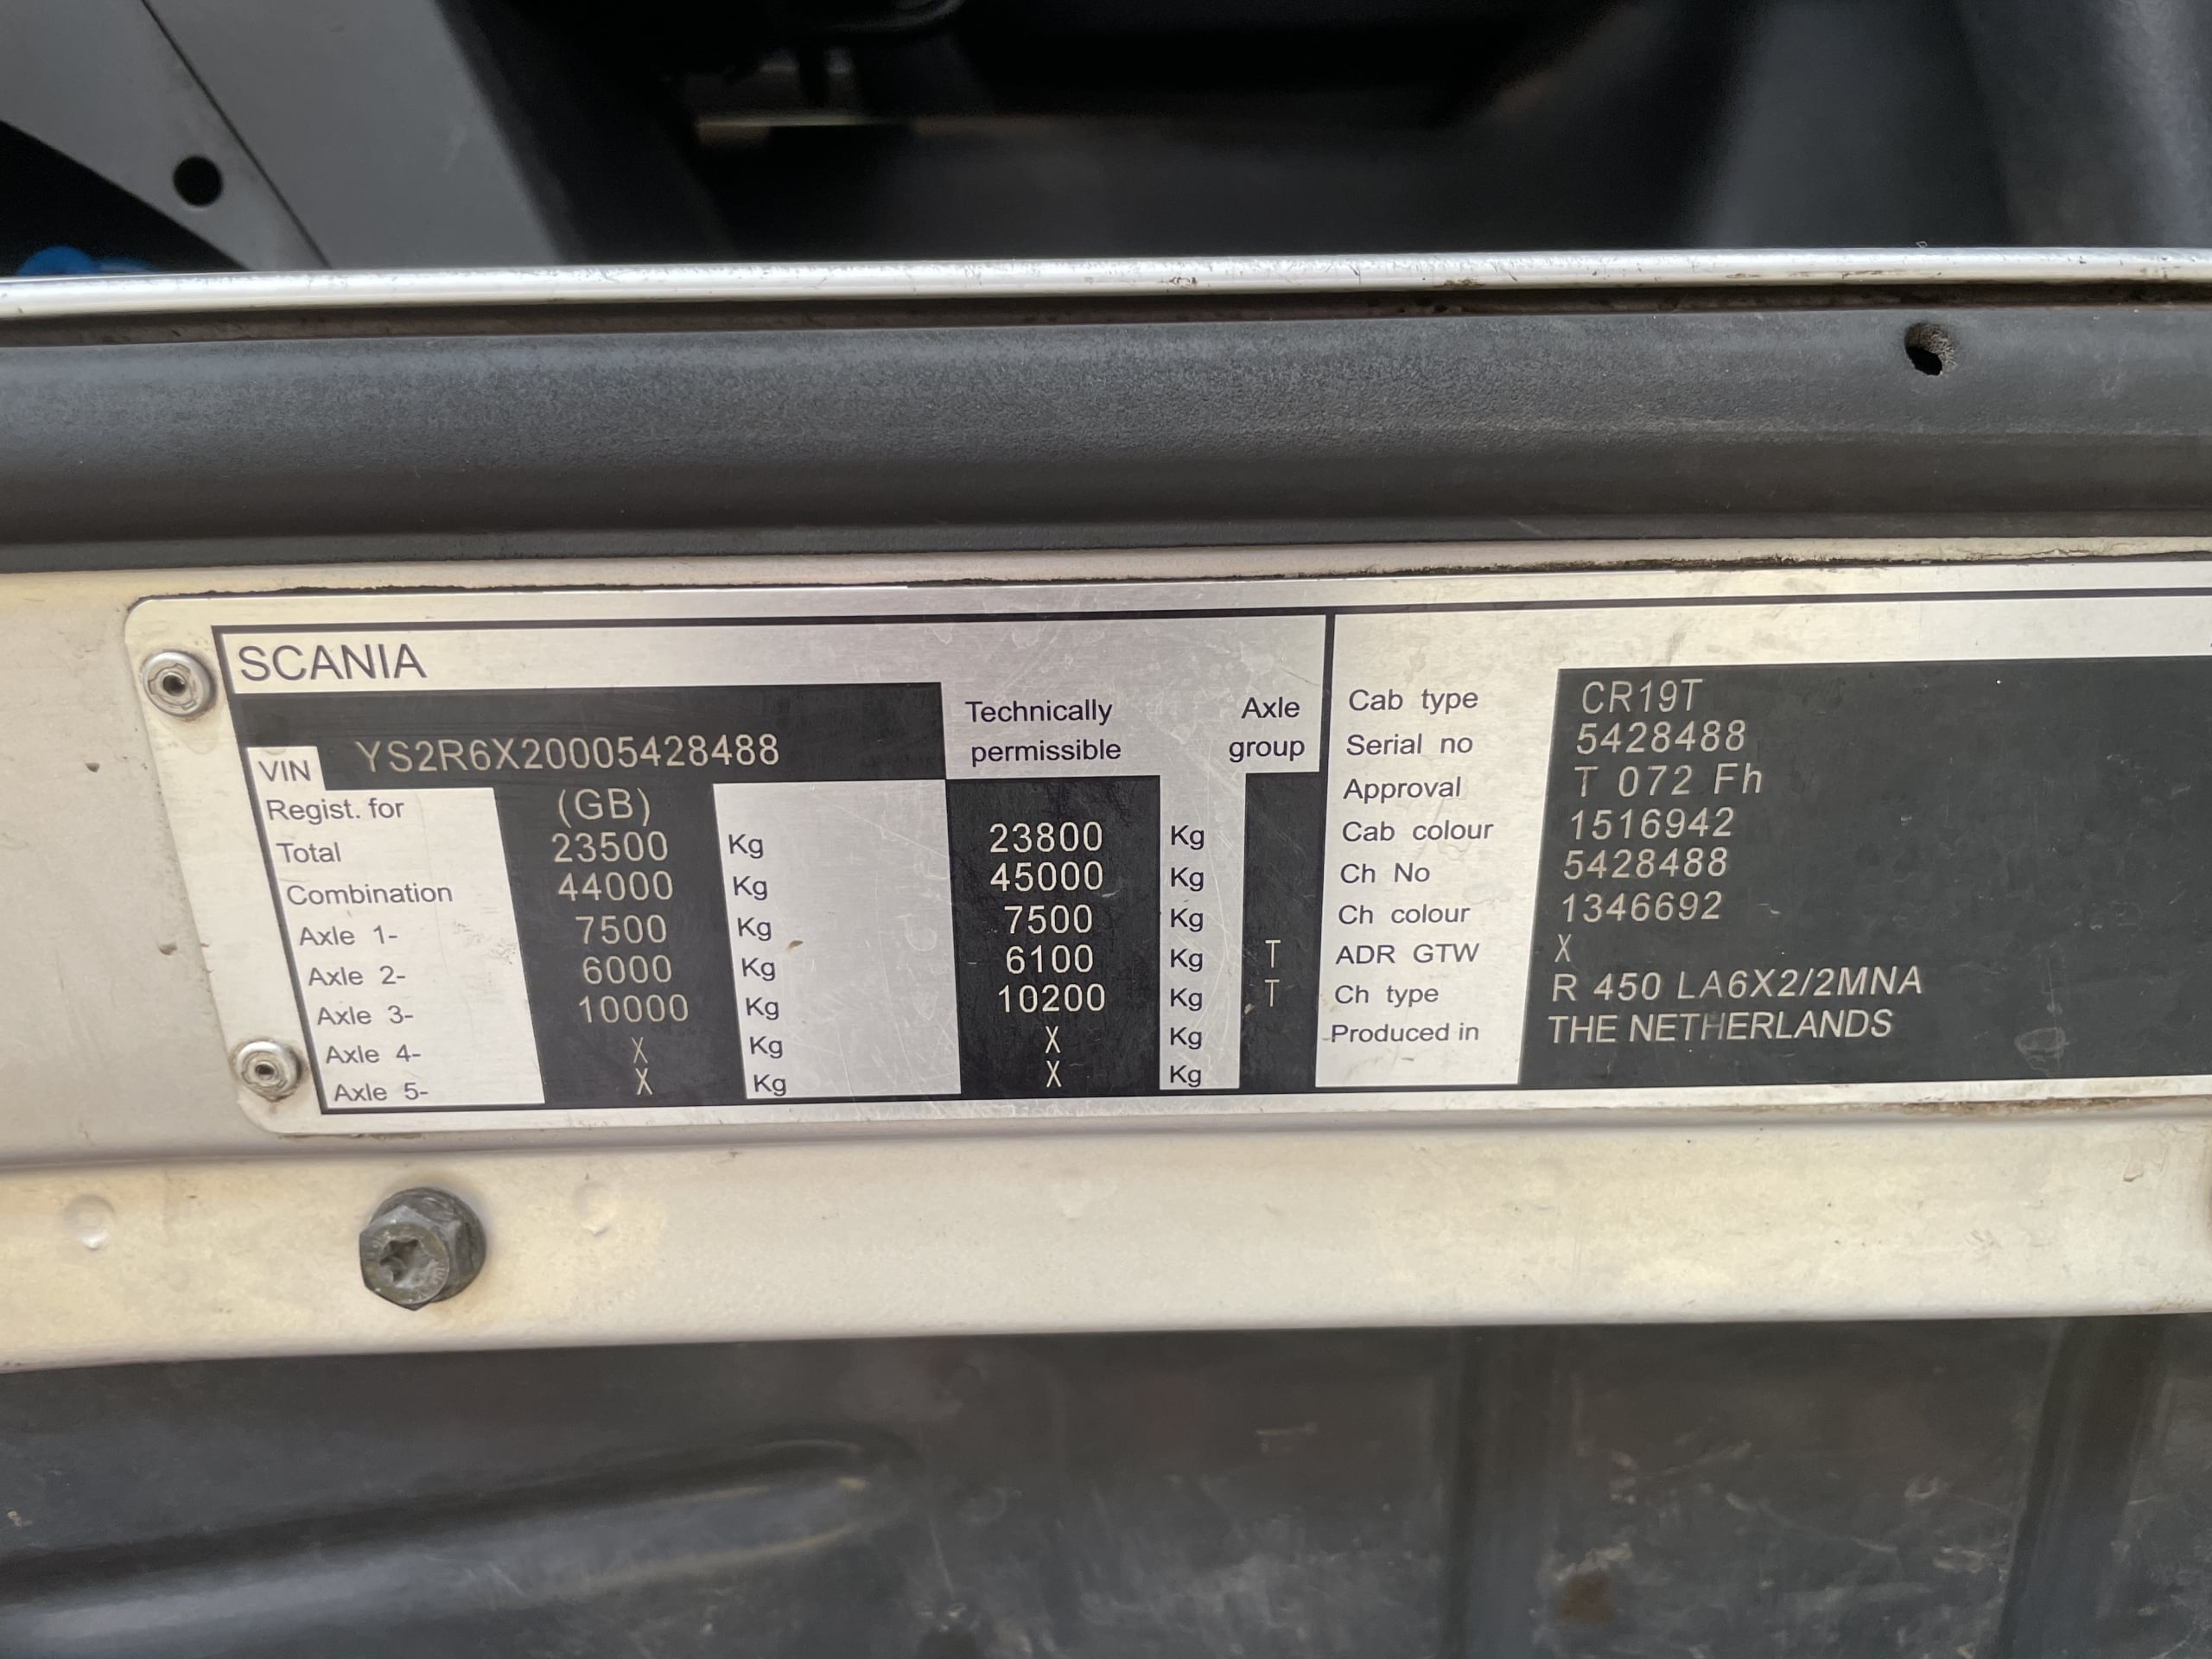 SCANIA
VIN YS2R6X20005428488
Technically permissible
Axle group
Regist. for (GB)
Total 23500 Kg 23800 Kg
Combination 44000 Kg 45000 Kg
Axle 1- 7500 Kg 7500 Kg
Axle 2- 6000 Kg 6100 Kg T
Axle 3- 10000 Kg 10200 Kg T
Axle 4- X Kg X Kg
Axle 5- X Kg X Kg
Cab type CR19T
Serial no 5428488
Approval T 072 Fh
Cab colour 1516942
Ch No 5428488
Ch colour 1346692
ADR GTW X
Ch type R 450 LA6X2/2MNA
Produced in THE NETHERLANDS